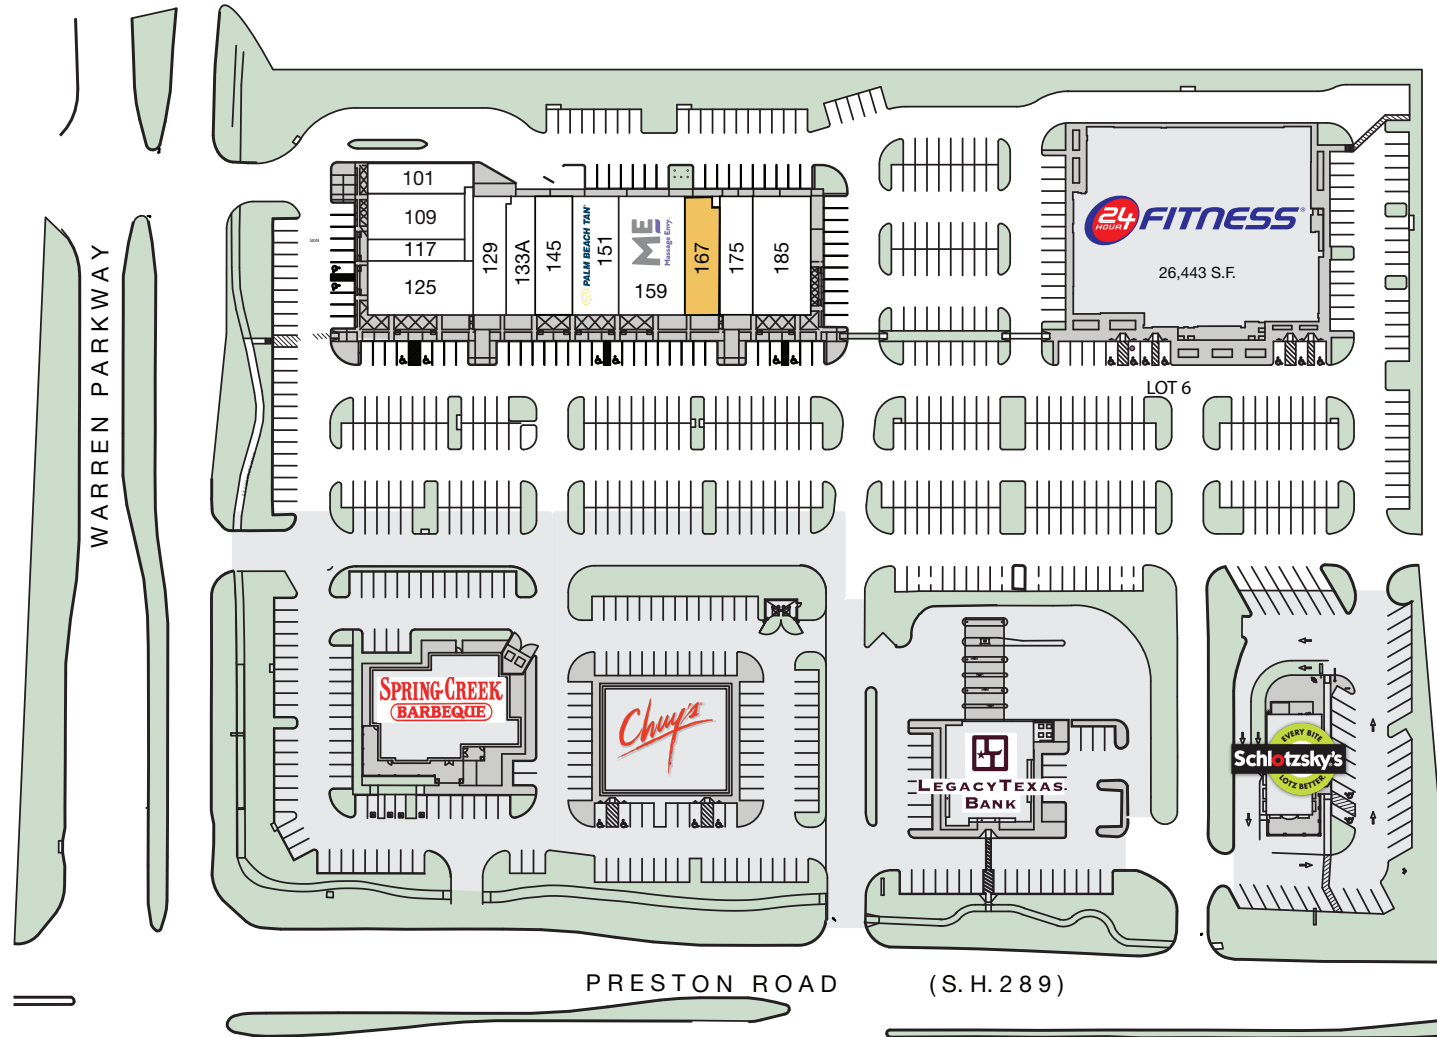 WARREN PARKWAY
101
109
117
125
129
133A
145
PALM BEACH TAN
151
ME
Massage Envy
159
167
175
185
24
HOUR
FITNESS
26,443 S.F.
LOT 6
SIGN
SPRING CREEK
BARBEQUE
Chuy's
LT
LEGACYTEXAS
BANK
EVERY BITE
Schlotzsky's
LOTZ BETTER
PRESTON ROAD (S.H.289)